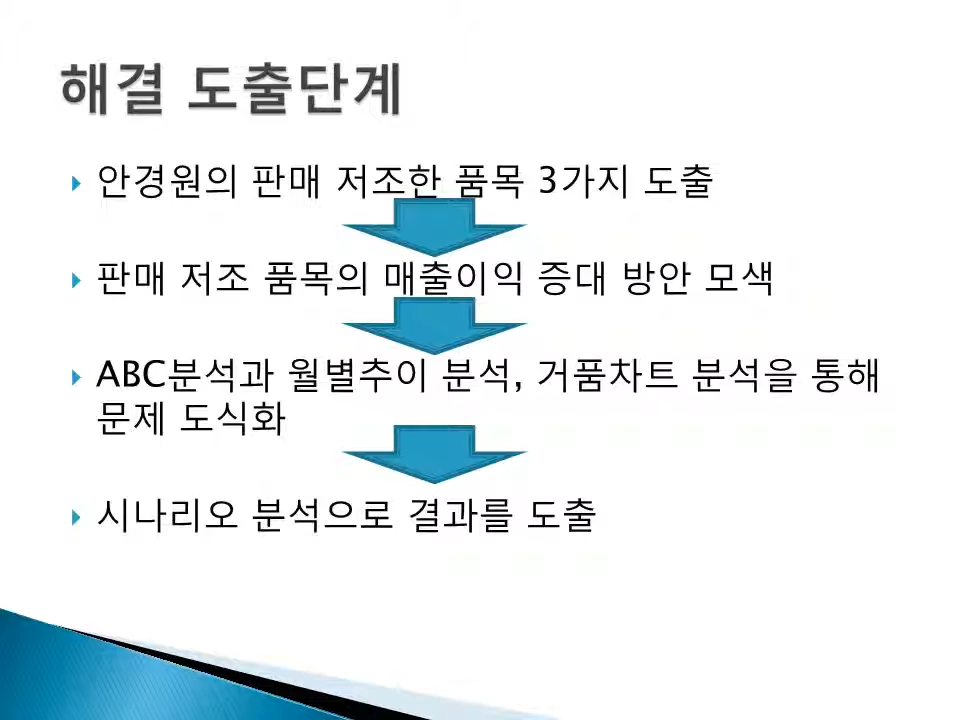 해결 도출단계
안경원의 판매 저조한 품목 3가지 도출
판매 저조 품목의 매출이익 증대 방안 모색
ABC분석과 월별추이 분석, 거품차트 분석을 통해
문제 도식화
시나리오 분석으로 결과를 도출